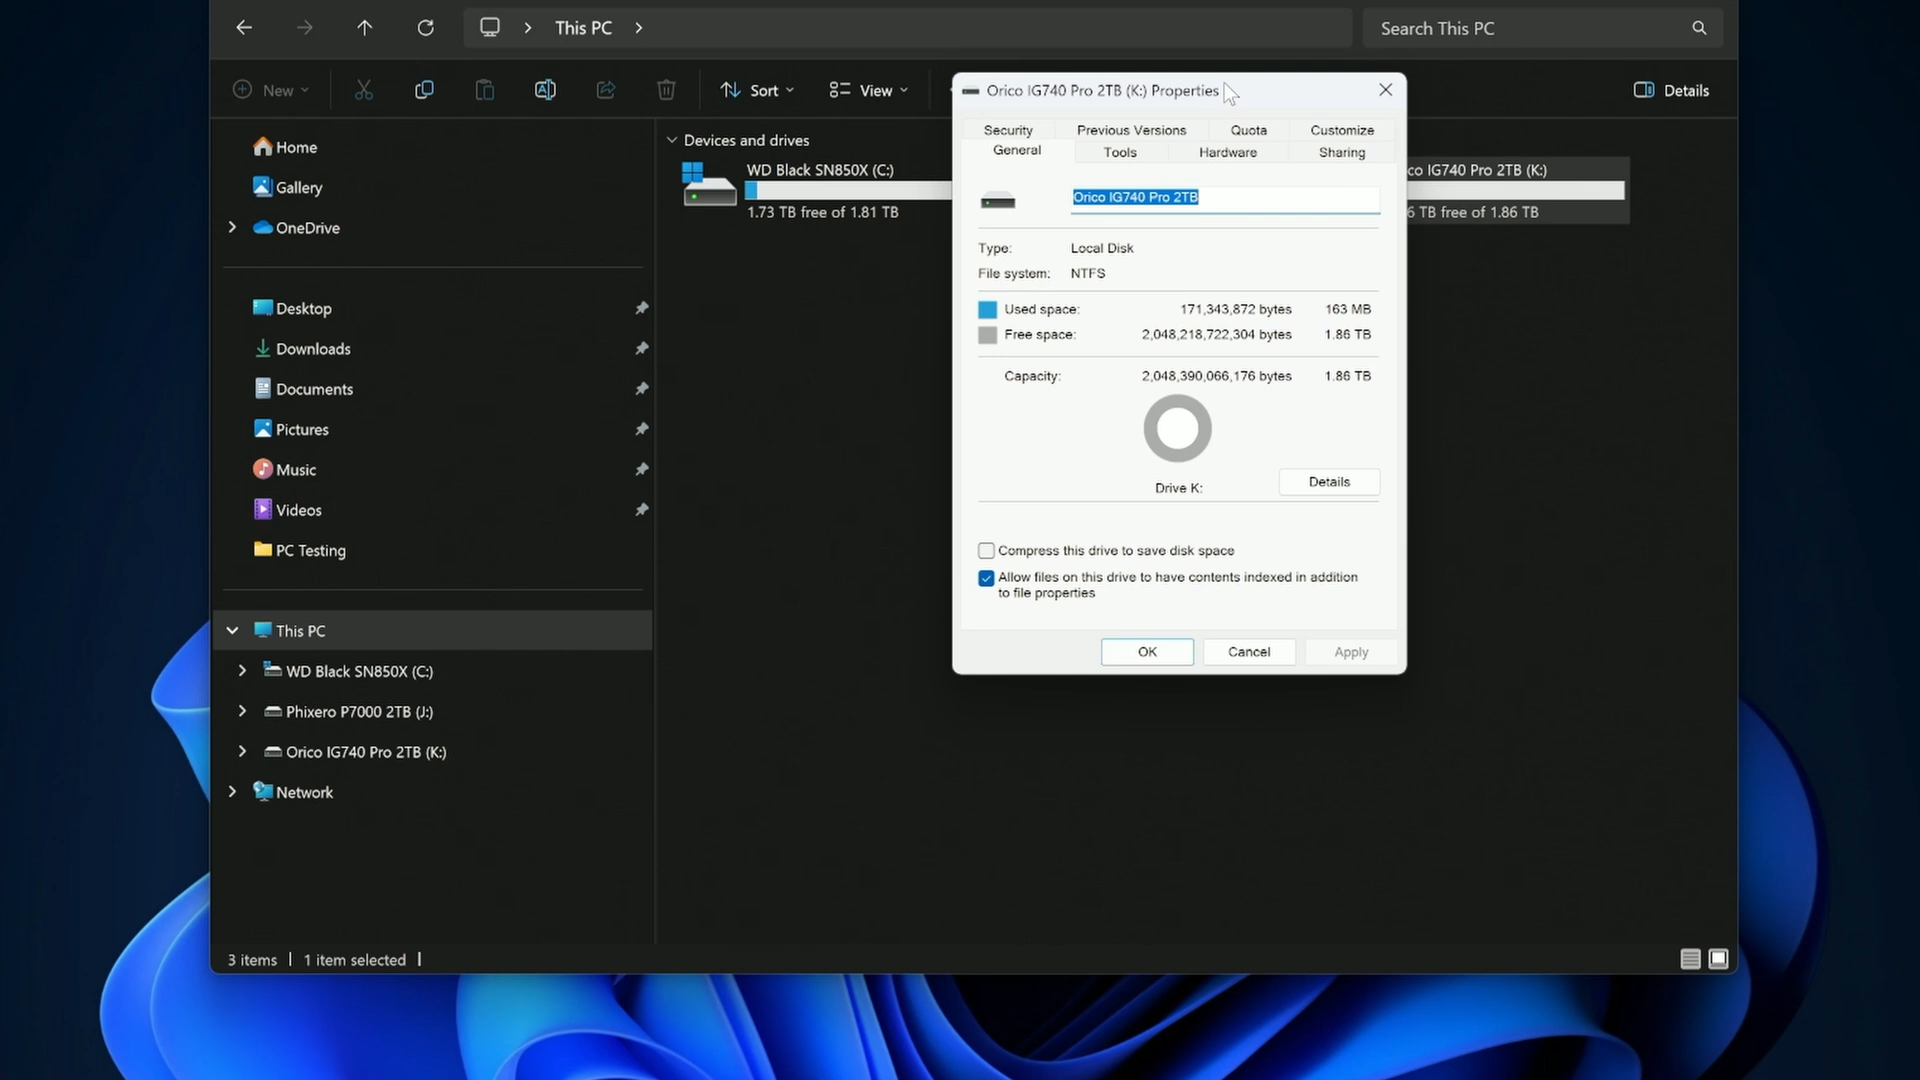 This PC
Search This PC
New
Sort
View
Details
Home
Gallery
OneDrive
Desktop
Downloads
Documents
Pictures
Music
Videos
PC Testing
This PC
WD Black SN850X (C:)
Phixero P7000 2TB (J:)
Orico IG740 Pro 2TB (K:)
Network
Devices and drives
WD Black SN850X (C:)
1.73 TB free of 1.81 TB
co IG740 Pro 2TB (K:)
6 TB free of 1.86 TB
Orico IG740 Pro 2TB (K:) Properties
Security Previous Versions Quota Customize
General Tools Hardware Sharing
Orico IG740 Pro 2TB
Type: Local Disk
File system: NTFS
Used space: 171,343,872 bytes 163 MB
Free space: 2,048,218,722,304 bytes 1.86 TB
Capacity: 2,048,390,066,176 bytes 1.86 TB
Drive K:
Details
Compress this drive to save disk space
Allow files on this drive to have contents indexed in addition
to file properties
OK Cancel Apply
3 items 1 item selected